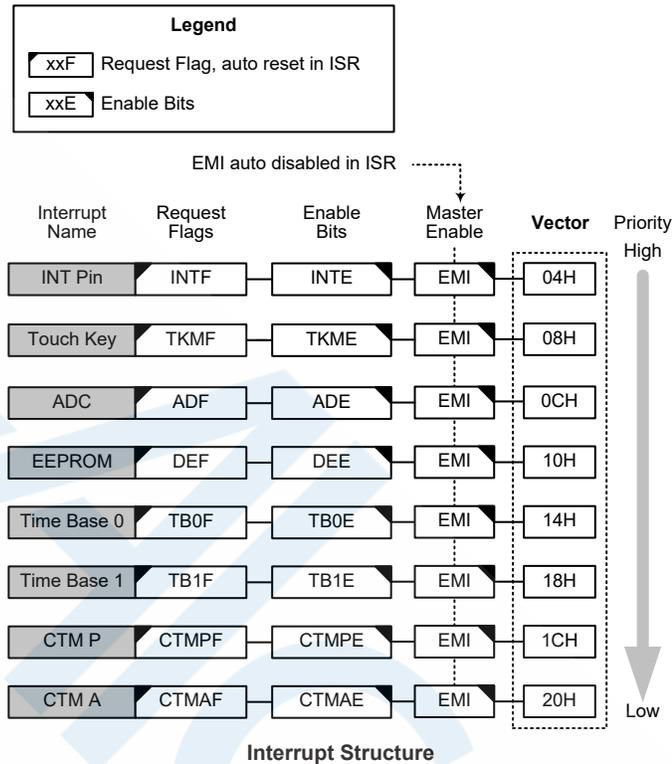 Legend
xxF Request Flag, auto reset in ISR
xxE Enable Bits
EMI auto disabled in ISR
Interrupt Name
Request Flags
Enable Bits
Master Enable
Vector
Priority
High
INT Pin INTF INTE EMI 04H
Touch Key TKMF TKME EMI 08H
ADC ADF ADE EMI 0CH
EEPROM DEF DEE EMI 10H
Time Base 0 TB0F TB0E EMI 14H
Time Base 1 TB1F TB1E EMI 18H
CTM P CTMPF CTMPE EMI 1CH
CTM A CTMAF CTMAE EMI 20H
Low
Interrupt Structure